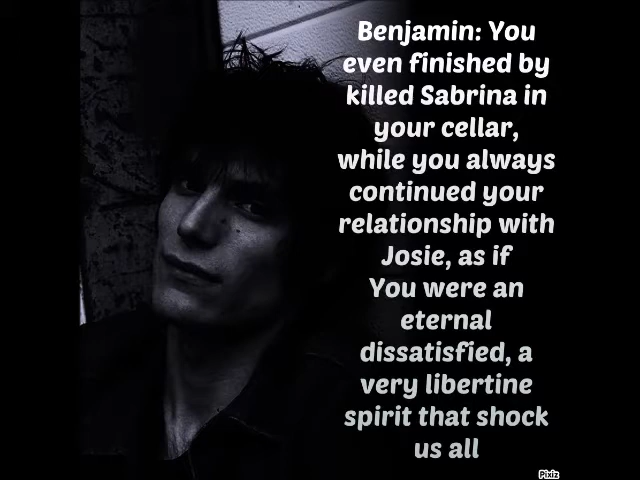 Benjamin: You
even finished by
killed Sabrina in
your cellar,
while you always
continued your
relationship with
Josie, as if
You were an
eternal
dissatisfied, a
very libertine
spirit that shock
us all
Pixiz